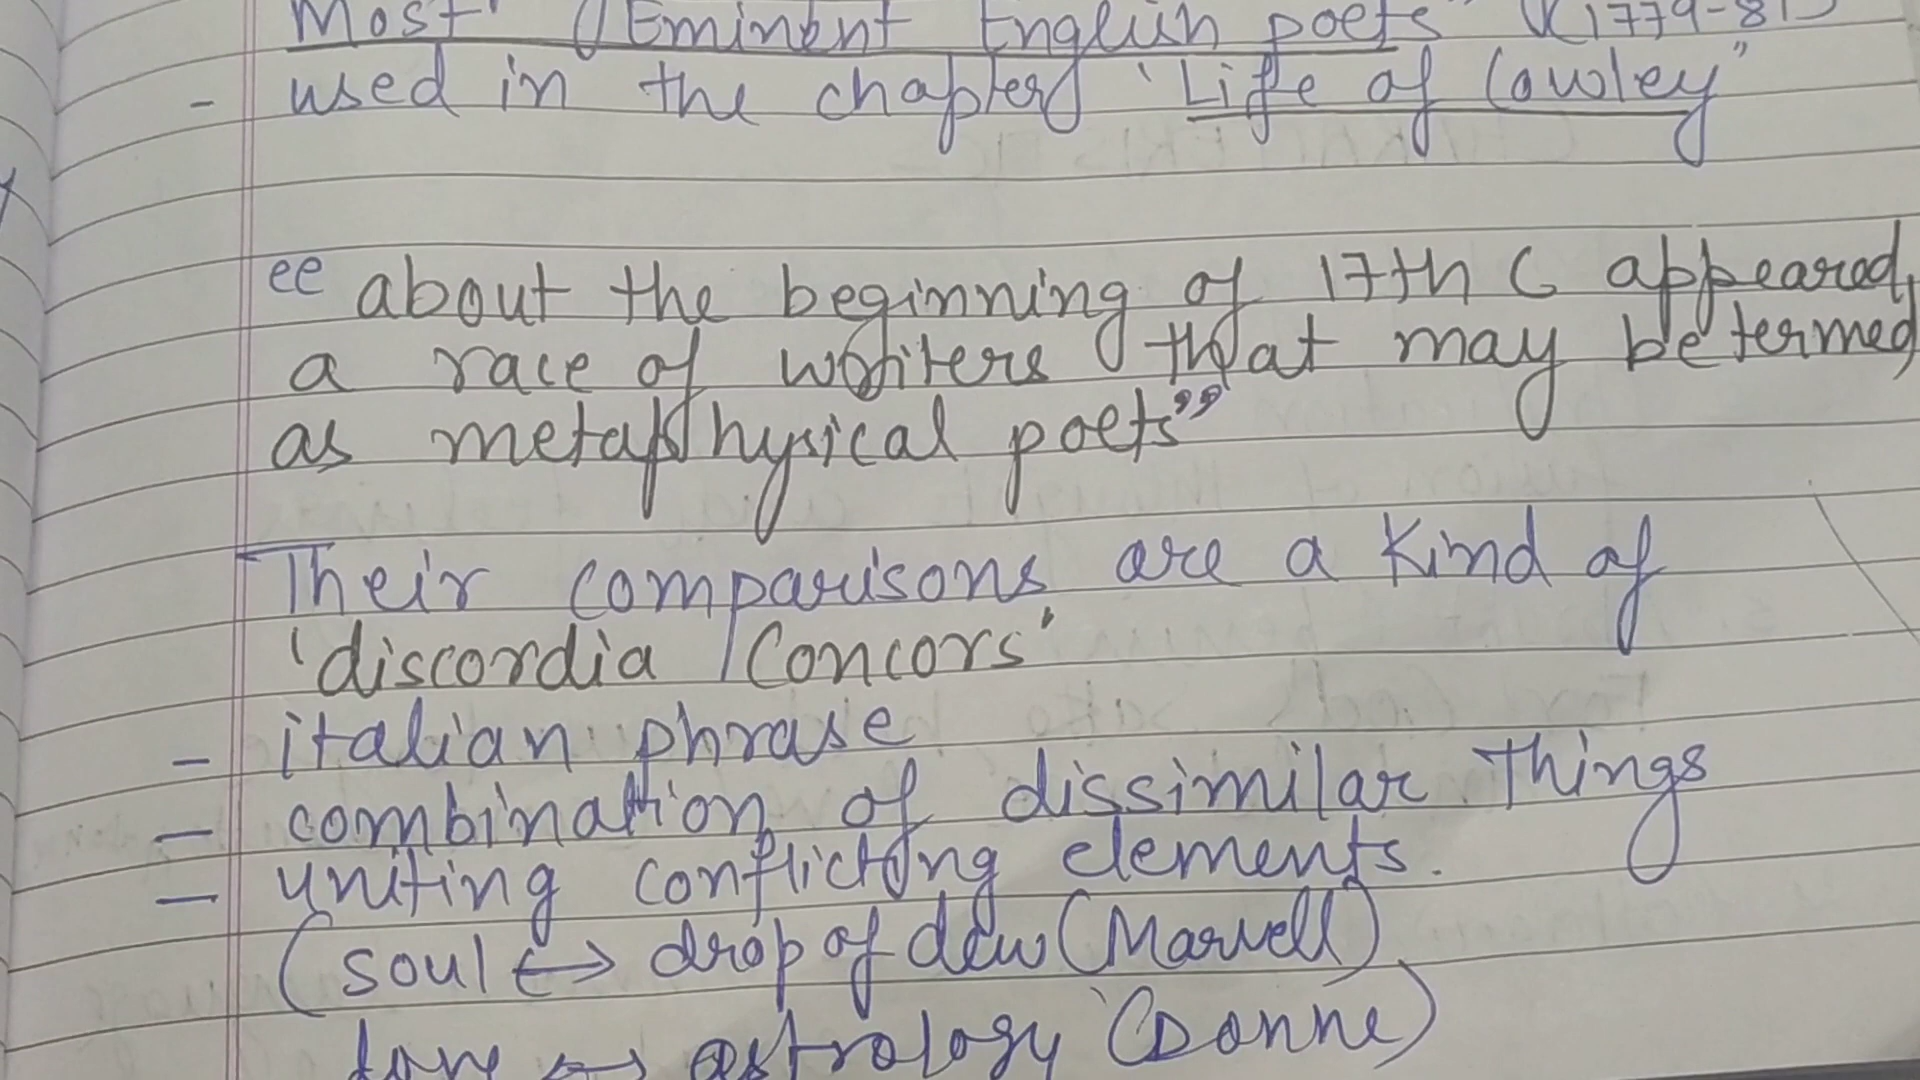 Most Eminent English poets" (1779-81)
- used in the chapter 'Life of Cowley"
"about the beginning of 17th C appeared,
a race of writers that may be termed
as metaphysical poets"
Their comparisons are a kind of
'discordia Concors'
- italian phrase
- combination of dissimilar things
- uniting conflicting elements.
(soul ↔ drop of dew (Marvell)
love ↔ astrology (Donne)